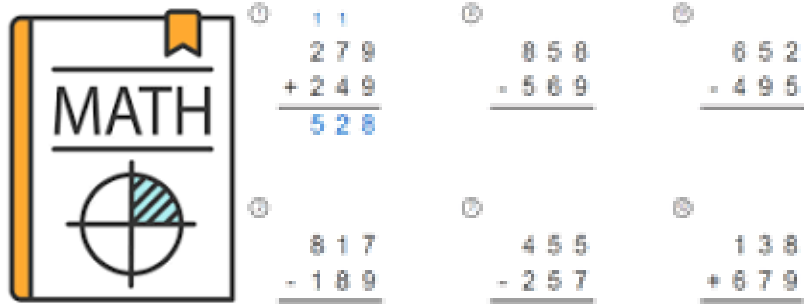 MATH
1 1
2 7 9
+ 2 4 9
5 2 8
8 5 8
- 5 6 9
6 5 2
- 4 9 5
8 1 7
- 1 8 9
4 5 5
- 2 5 7
1 3 8
+ 6 7 9